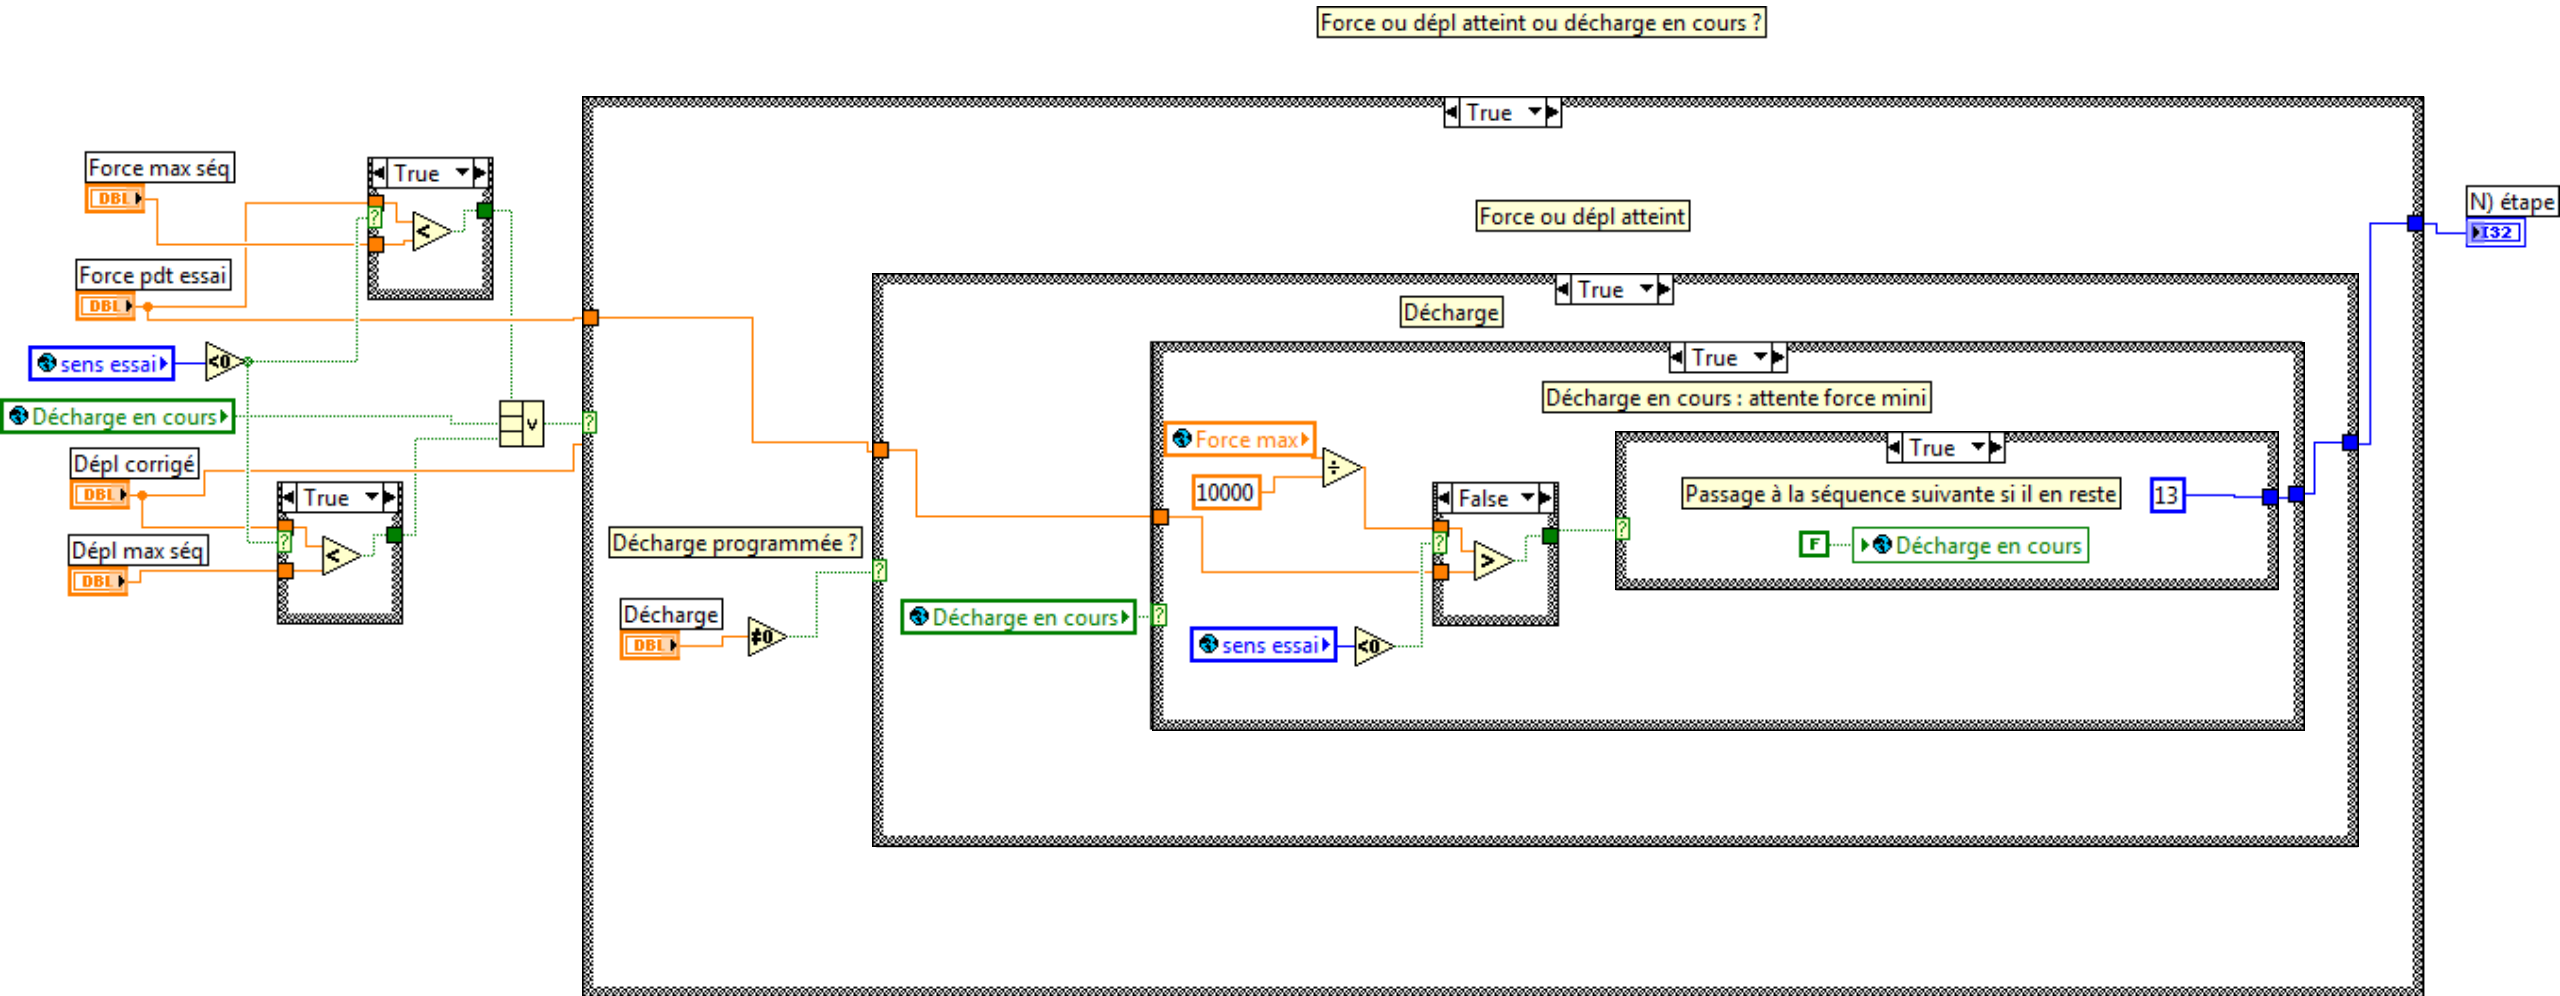 Force ou dépl atteint ou décharge en cours ?
True
Force max séq
DBL
True
<
Force pdt essai
DBL
sens essai
<0
Décharge en cours
v
Dépl corrigé
DBL
True
<
Dépl max séq
DBL
Force ou dépl atteint
N) étape
I32
True
Décharge
True
Décharge en cours : attente force mini
Force max
÷
10000
False
>
True
Passage à la séquence suivante si il en reste
13
F
Décharge en cours
Décharge programmée ?
Décharge
DBL
≠0
Décharge en cours
sens essai
<0
?
?
?
?
?
?
?